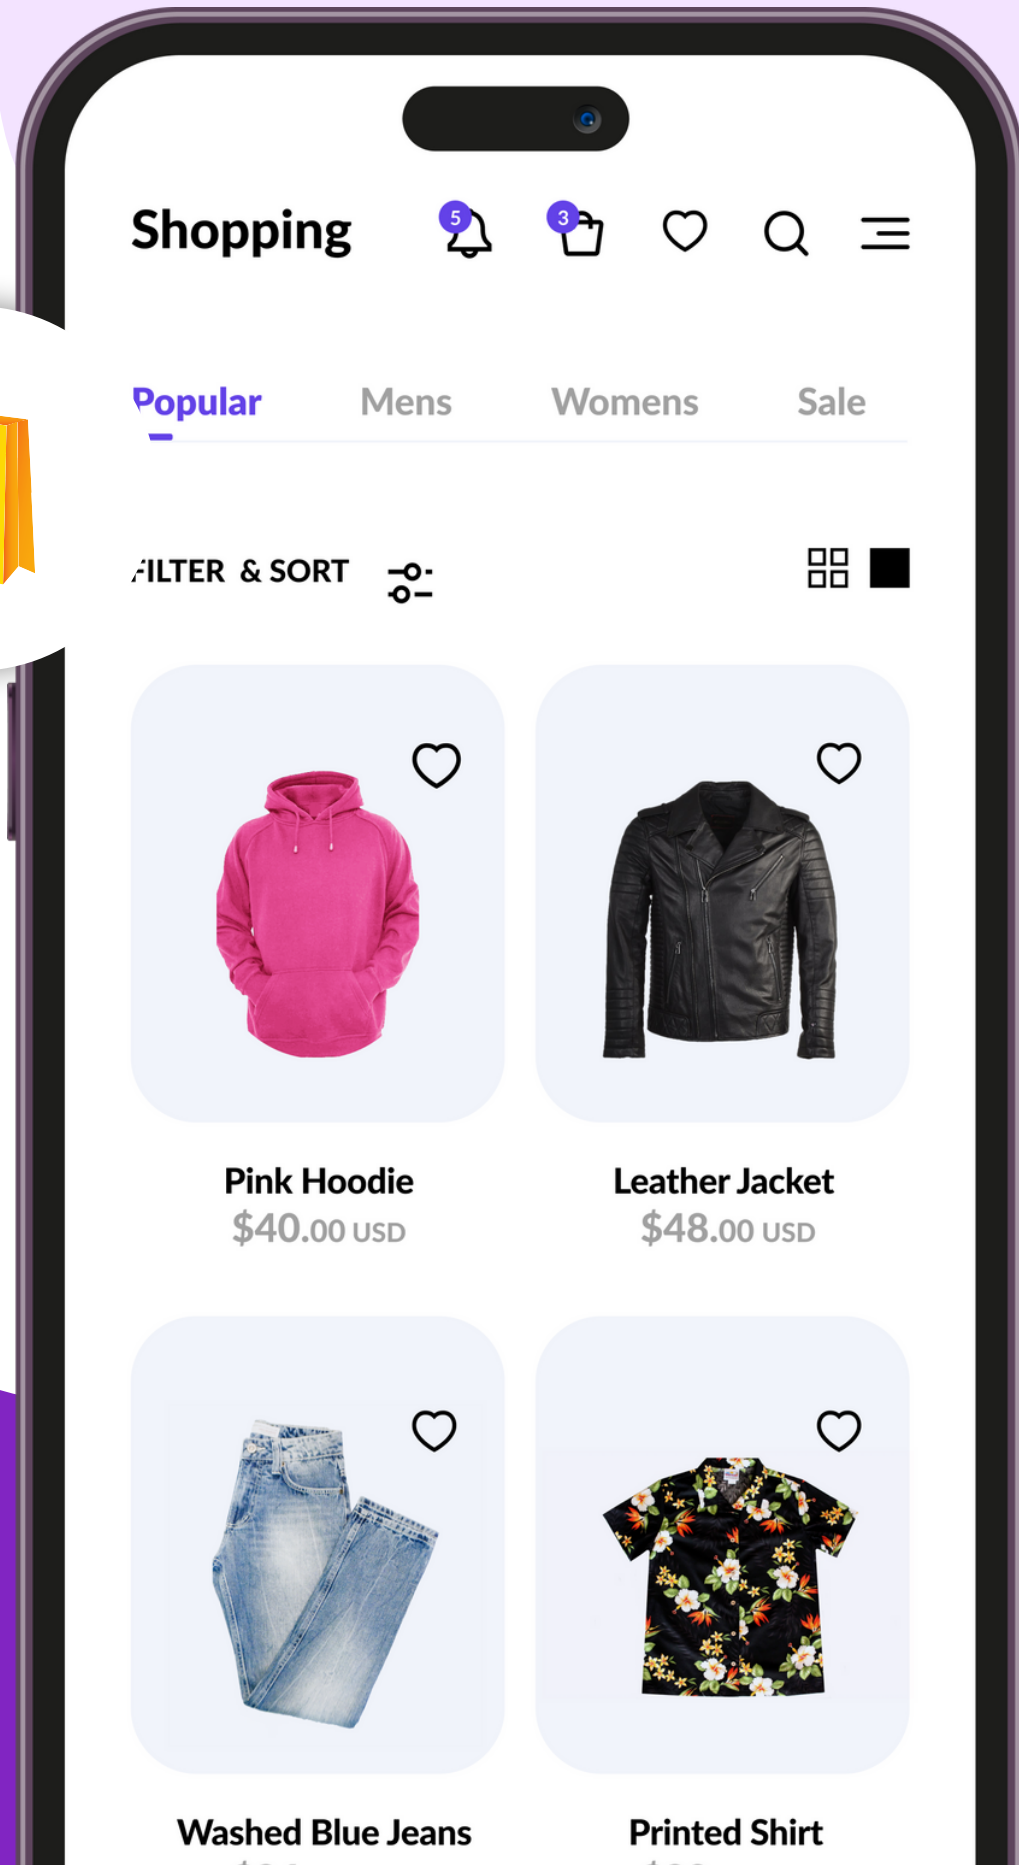 Shopping
5
3
Popular Mens Womens Sale
FILTER & SORT
Pink Hoodie
$40.00 USD
Leather Jacket
$48.00 USD
Washed Blue Jeans
Printed Shirt